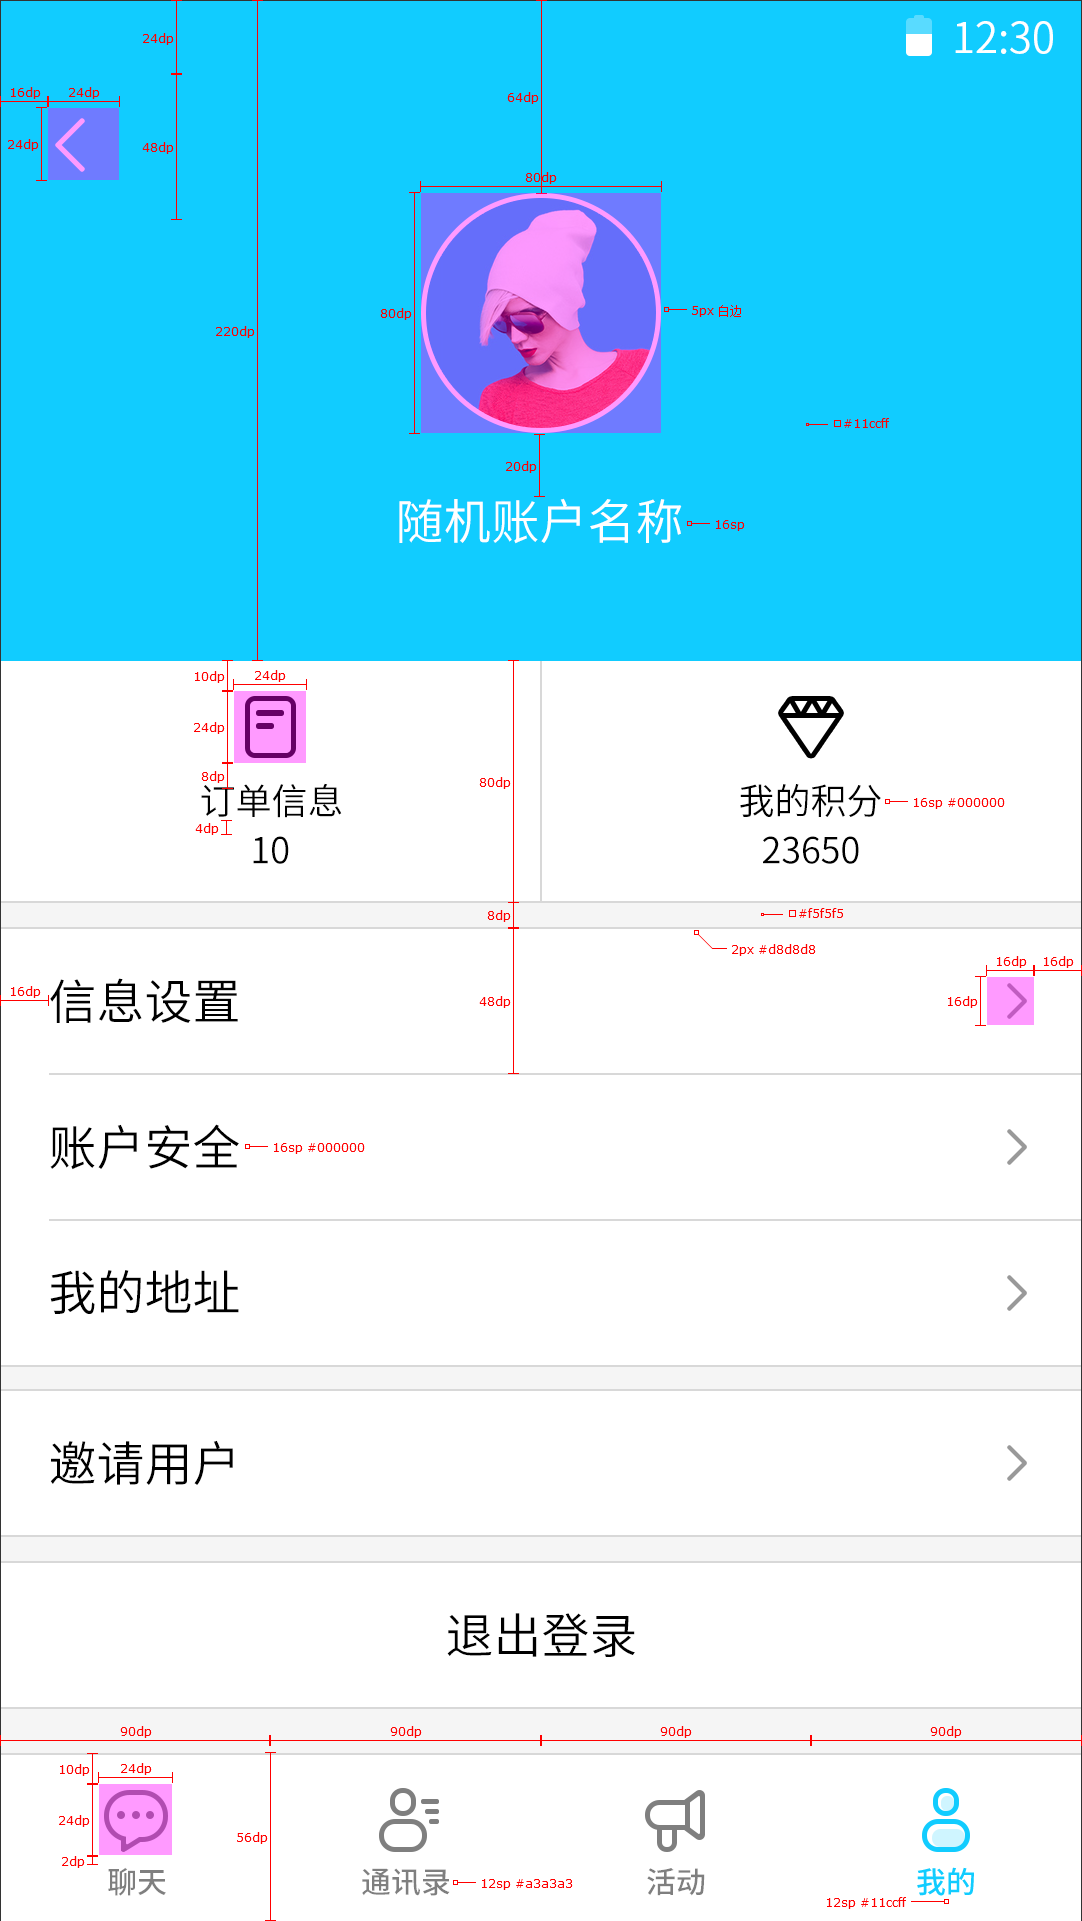 12:30
24dp
16dp
24dp
64dp
24dp
48dp
80dp
80dp
5px 白边
220dp
#11ccff
20dp
随机账户名称
16sp
10dp
24dp
24dp
8dp
80dp
订单信息
我的积分
16sp #000000
4dp
10
23650
8dp
#f5f5f5
2px #d8d8d8
16dp
16dp
16dp
信息设置
48dp
16dp
账户安全
16sp #000000
我的地址
邀请用户
退出登录
90dp
90dp
90dp
90dp
10dp
24dp
24dp
56dp
2dp
聊天
通讯录
12sp #a3a3a3
活动
我的
12sp #11ccff